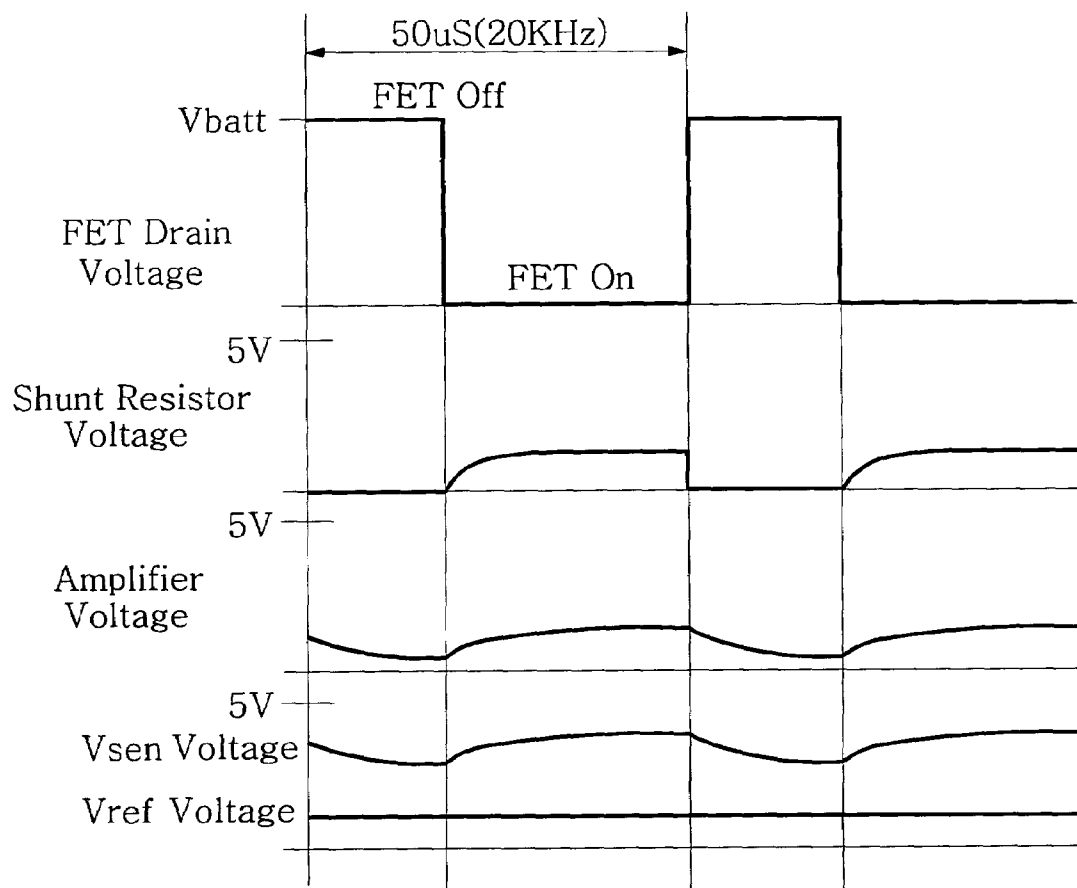 50uS(20KHz)
FET Off
Vbatt
FET Drain
Voltage
FET On
5V
Shunt Resistor
Voltage
5V
Amplifier
Voltage
5V
Vsen Voltage
Vref Voltage